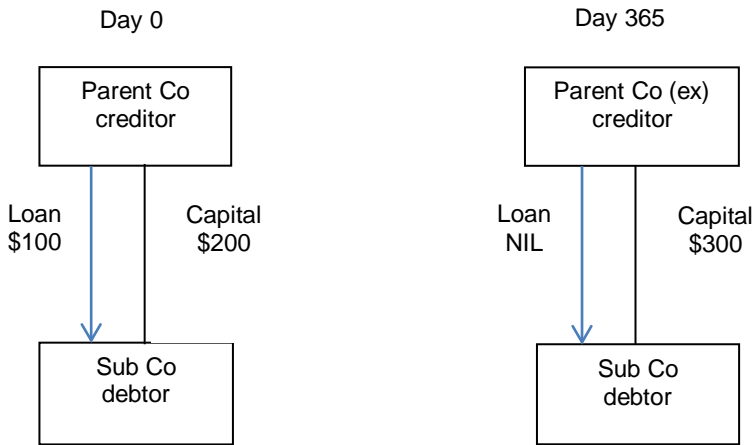 Day 0
Parent Co
creditor
Loan
$100
Capital
$200
Sub Co
debtor
Day 365
Parent Co (ex)
creditor
Loan
NIL
Capital
$300
Sub Co
debtor